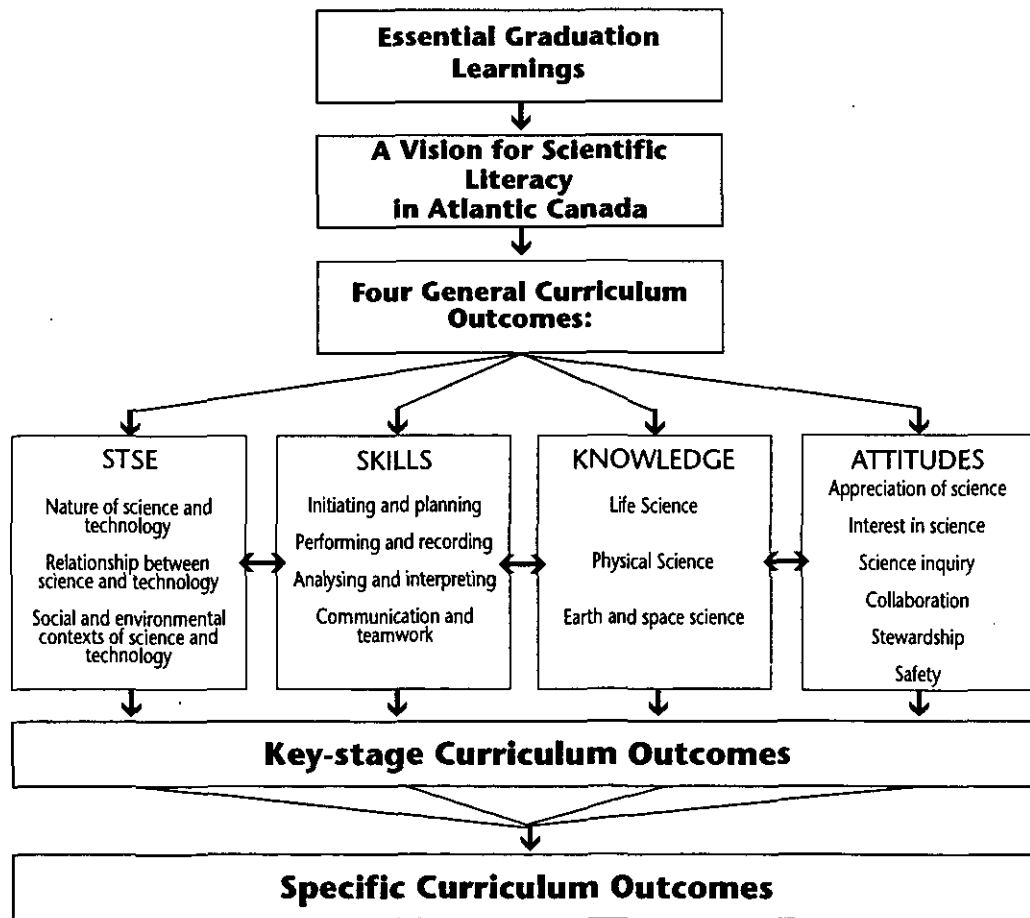 Essential Graduation
Learnings
A Vision for Scientific
Literacy
in Atlantic Canada
Four General Curriculum
Outcomes:
STSE
Nature of science and
technology
Relationship between
science and technology
Social and environmental
contexts of science and
technology
SKILLS
Initiating and planning
Performing and recording
Analysing and interpreting
Communication and
teamwork
KNOWLEDGE
Life Science
Physical Science
Earth and space science
ATTITUDES
Appreciation of science
Interest in science
Science inquiry
Collaboration
Stewardship
Safety
Key-stage Curriculum Outcomes
Specific Curriculum Outcomes